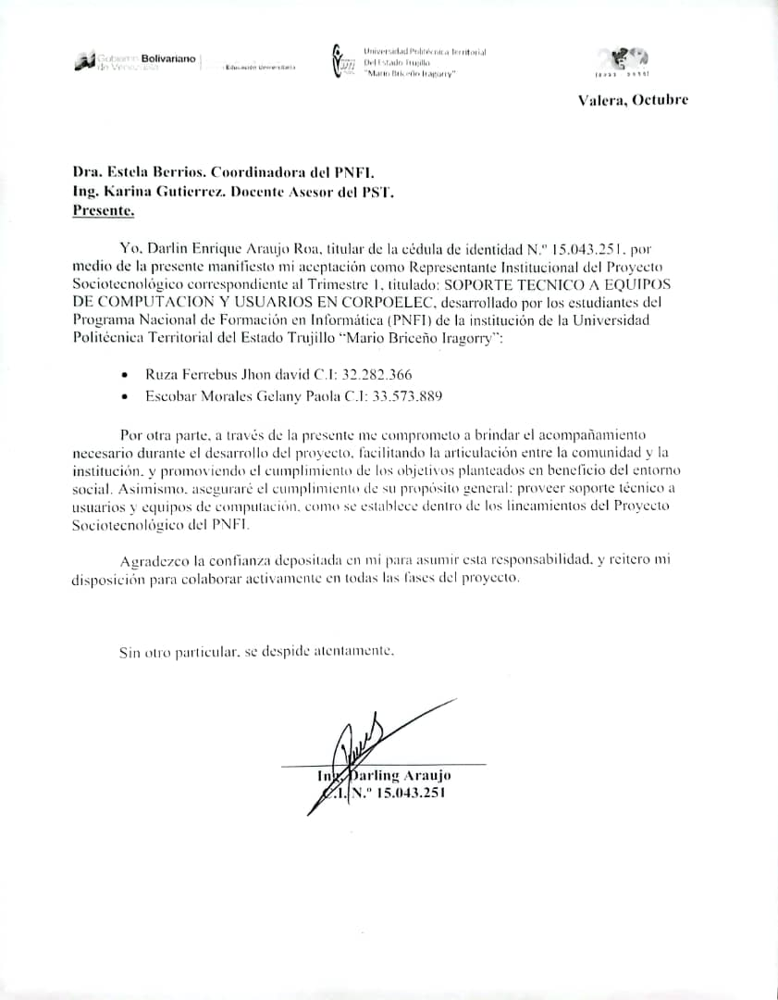 Gobierno Bolivariano
de Venezuela
Educación Universitaria
Universidad Politécnica Territorial
Del Estado Trujillo
"Mario Briceño Iragorry"
Valera, Octubre
Dra. Estela Berrios. Coordinadora del PNFI.
Ing. Karina Gutierrez. Docente Asesor del PST.
Presente.
Yo, Darlin Enrique Araujo Roa, titular de la cédula de identidad N.º 15.043.251, por
medio de la presente manifiesto mi aceptación como Representante Institucional del Proyecto
Sociotecnológico correspondiente al Trimestre 1, titulado: SOPORTE TECNICO A EQUIPOS
DE COMPUTACION Y USUARIOS EN CORPOELEC, desarrollado por los estudiantes del
Programa Nacional de Formación en Informática (PNFI) de la institución de la Universidad
Politécnica Territorial del Estado Trujillo “Mario Briceño Iragorry”:
• Ruza Ferrebus Jhon david C.I: 32.282.366
• Escobar Morales Gelany Paola C.I: 33.573.889
Por otra parte, a través de la presente me comprometo a brindar el acompañamiento
necesario durante el desarrollo del proyecto, facilitando la articulación entre la comunidad y la
institución, y promoviendo el cumplimiento de los objetivos planteados en beneficio del entorno
social. Asimismo, aseguraré el cumplimiento de su propósito general: proveer soporte técnico a
usuarios y equipos de computación, como se establece dentro de los lineamientos del Proyecto
Sociotecnológico del PNFI.
Agradezco la confianza depositada en mi para asumir esta responsabilidad, y reitero mi
disposición para colaborar activamente en todas las fases del proyecto.
Sin otro particular, se despide atentamente.
Ing. Darling Araujo
C.I. N.º 15.043.251